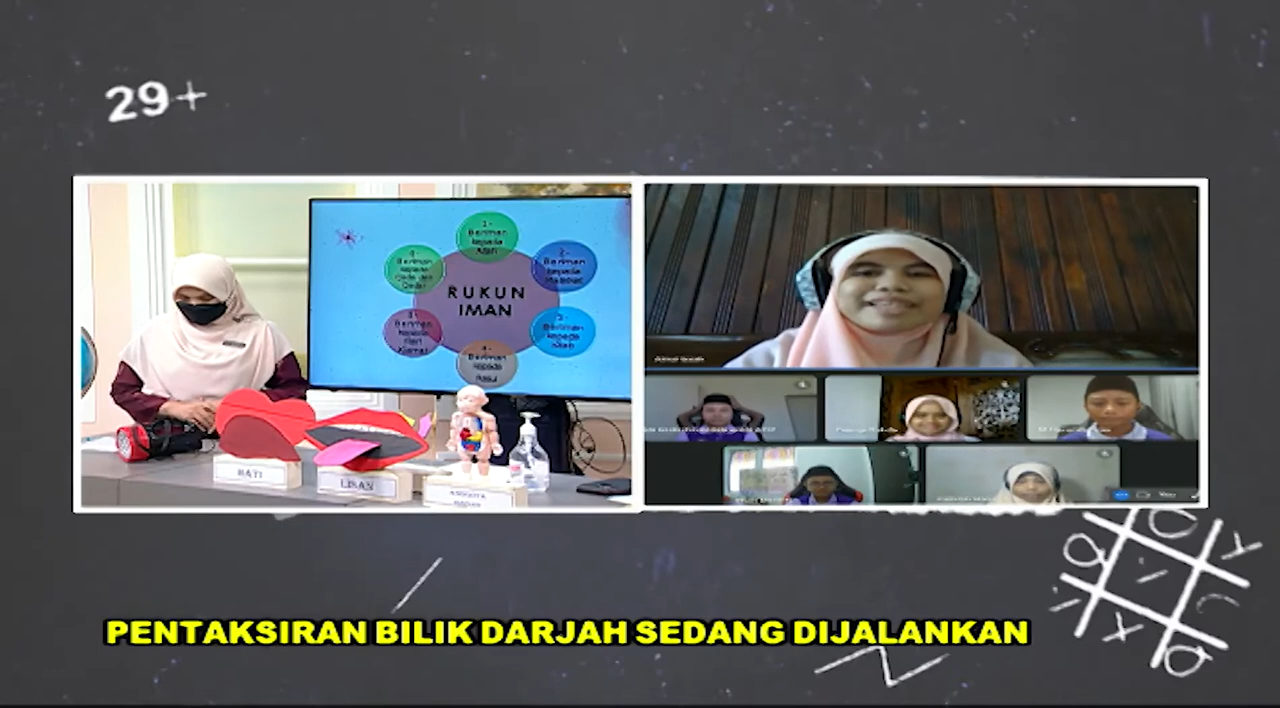 29+
1-
Beriman
kepada
Allah
2-
Beriman
kepada
Malaikat
3-
Beriman
kepada
Kitab
4-
Beriman
kepada
Rasul
5-
Beriman
kepada
Hari
Kiamat
6-
Beriman
kepada
Qada dan
Qadar
RUKUN
IMAN
HATI
LISAN
ANGGOTA
BADAN
PENTAKSIRAN BILIK DARJAH SEDANG DIJALANKAN